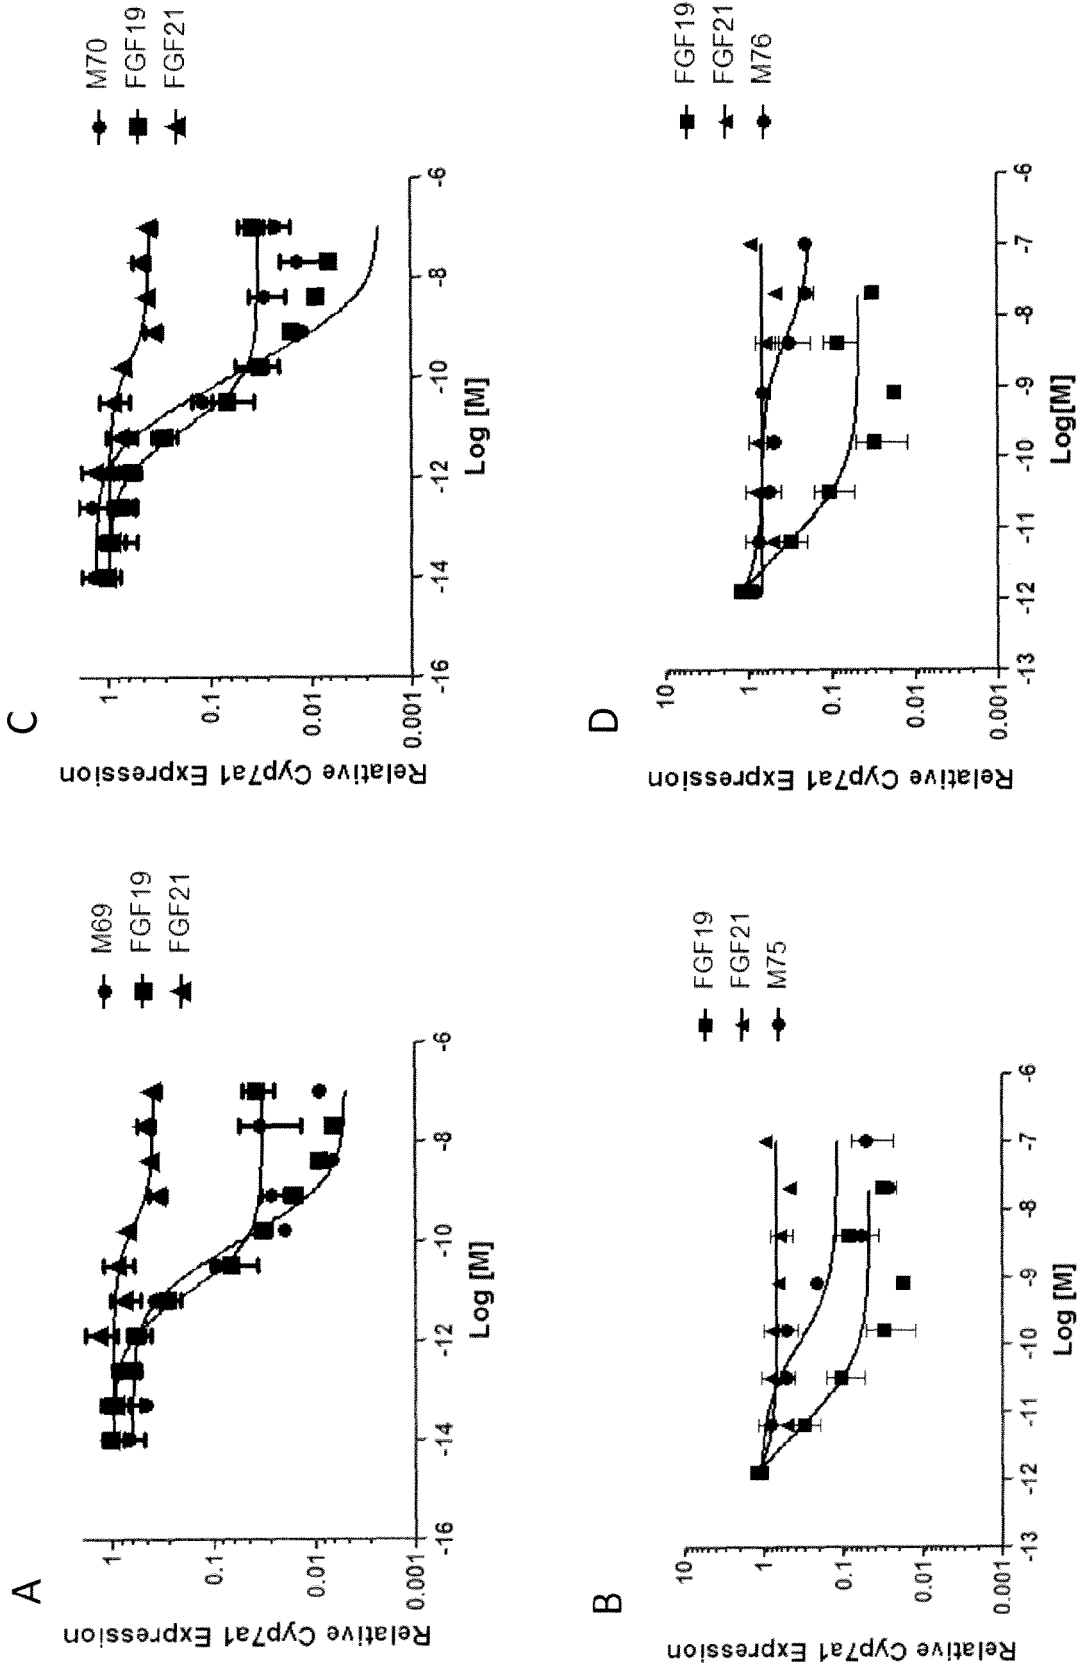 A
Relative Cyp7a1 Expression
1
0.1
0.01
0.001
-16
-14
-12
-10
-8
-6
Log [M]
M69
FGF19
FGF21
C
Relative Cyp7a1 Expression
1
0.1
0.01
0.001
-16
-14
-12
-10
-8
-6
Log [M]
M70
FGF19
FGF21
B
Relative Cyp7a1 Expression
10
1
0.1
0.01
0.001
-13
-12
-11
-10
-9
-8
-7
-6
Log [M]
FGF19
FGF21
M75
D
Relative Cyp7a1 Expression
10
1
0.1
0.01
0.001
-13
-12
-11
-10
-9
-8
-7
-6
Log[M]
FGF19
FGF21
M76